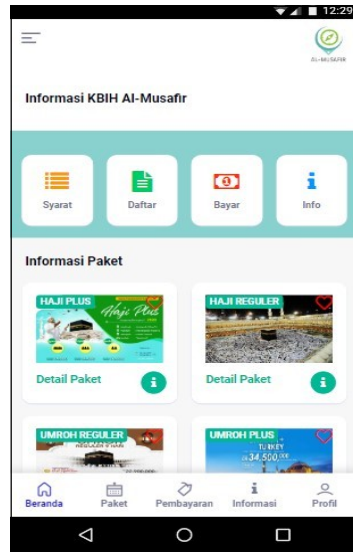 12:29
AL-MUSAFIR
Informasi KBIH Al-Musafir
Syarat Daftar Bayar Info
Informasi Paket
HAJI PLUS
Haji Plus
HAJI REGULER
Detail Paket
Detail Paket
UMROH REGULER
UMROH PLUS
TURKEY
34,500,000
Beranda Paket Pembayaran Informasi Profil